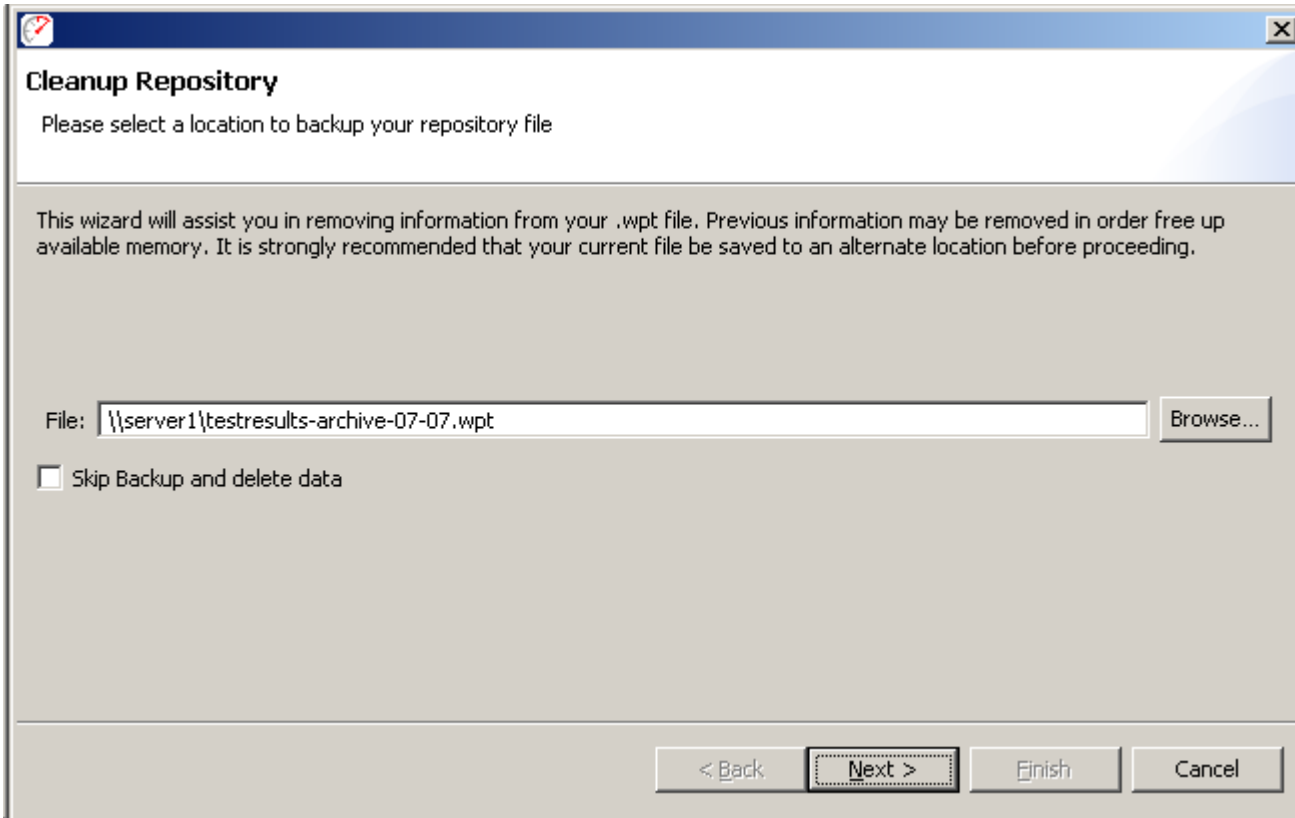 Cleanup Repository
Please select a location to backup your repository file
This wizard will assist you in removing information from your .wpt file. Previous information may be removed in order free up
available memory. It is strongly recommended that your current file be saved to an alternate location before proceeding.
File: \\server1\testresults-archive-07-07.wpt Browse...
Skip Backup and delete data
< Back Next > Finish Cancel